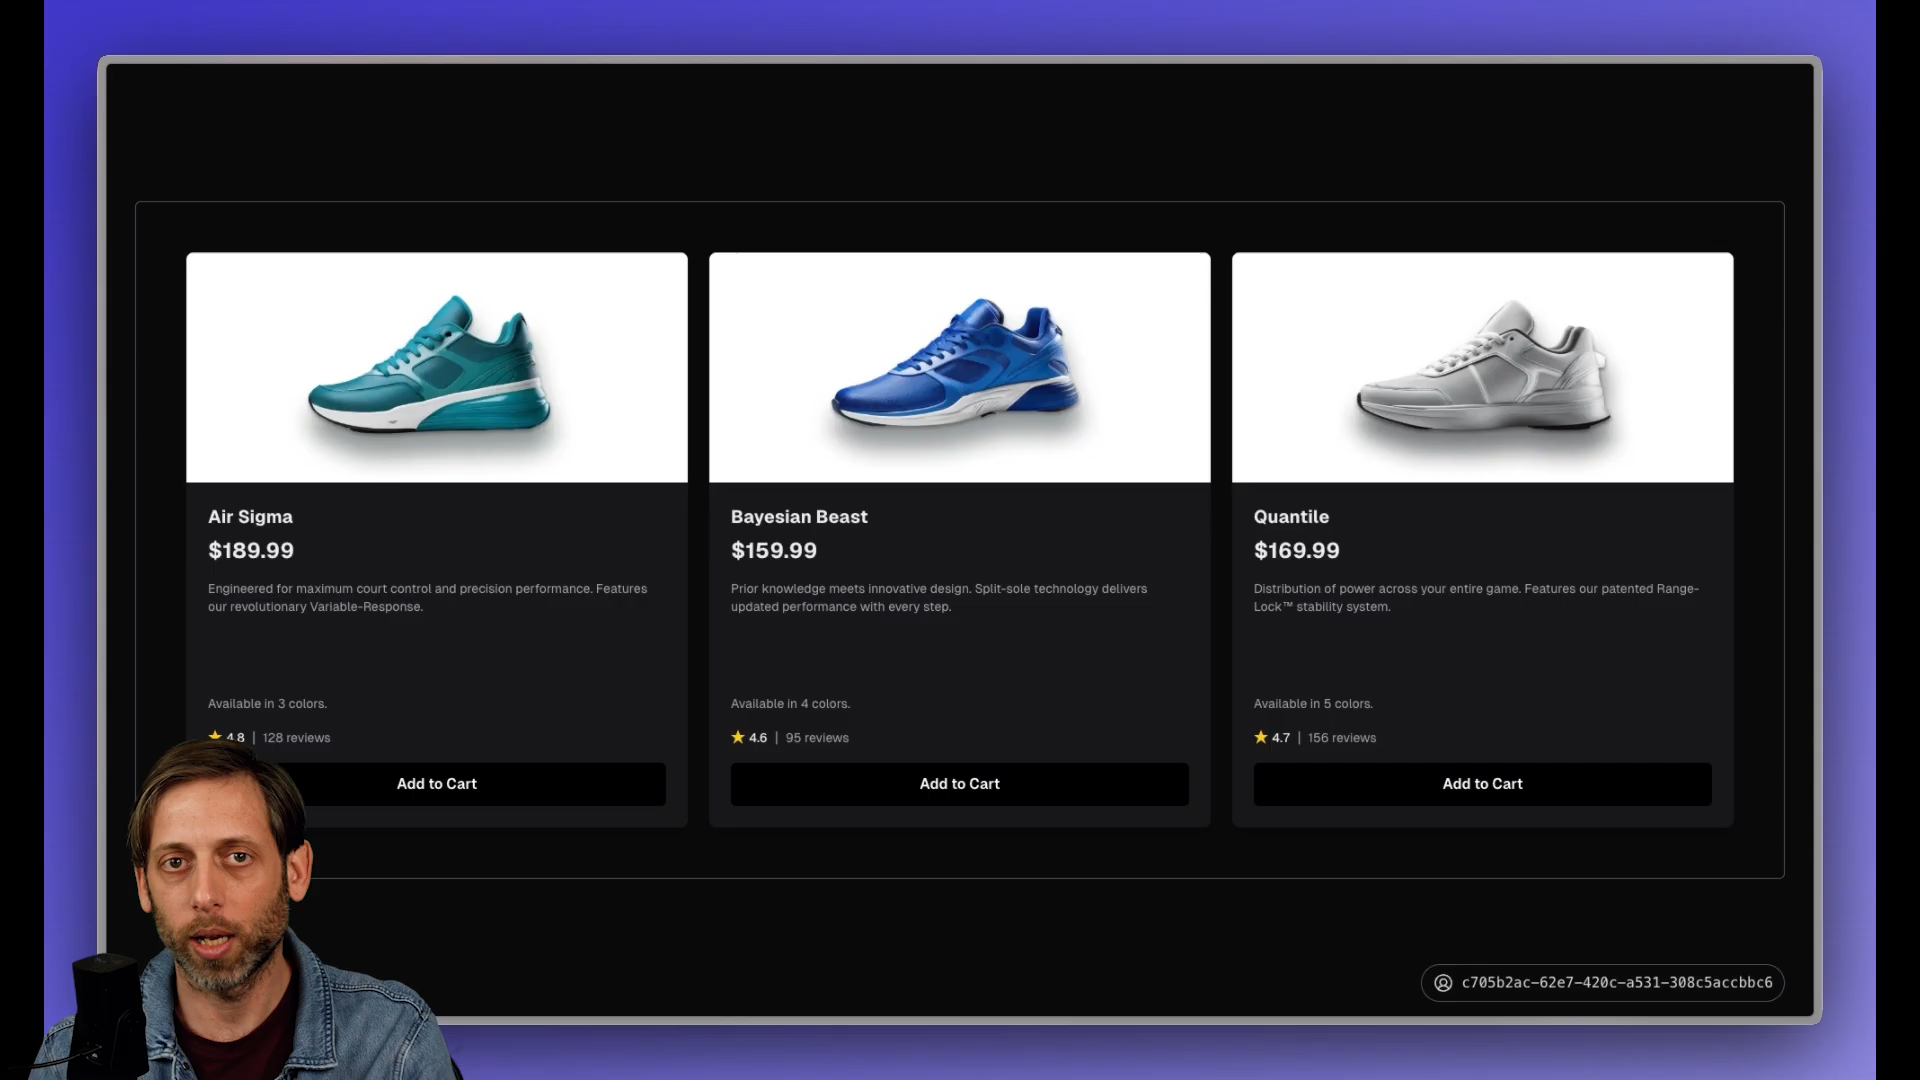 Air Sigma
$189.99
Engineered for maximum court control and precision performance. Features
our revolutionary Variable-Response.
Available in 3 colors.
4.8 | 128 reviews
Add to Cart
Bayesian Beast
$159.99
Prior knowledge meets innovative design. Split-sole technology delivers
updated performance with every step.
Available in 4 colors.
4.6 | 95 reviews
Add to Cart
Quantile
$169.99
Distribution of power across your entire game. Features our patented Range-
Lock™ stability system.
Available in 5 colors.
4.7 | 156 reviews
Add to Cart
c705b2ac-62e7-420c-a531-308c5accbbc6